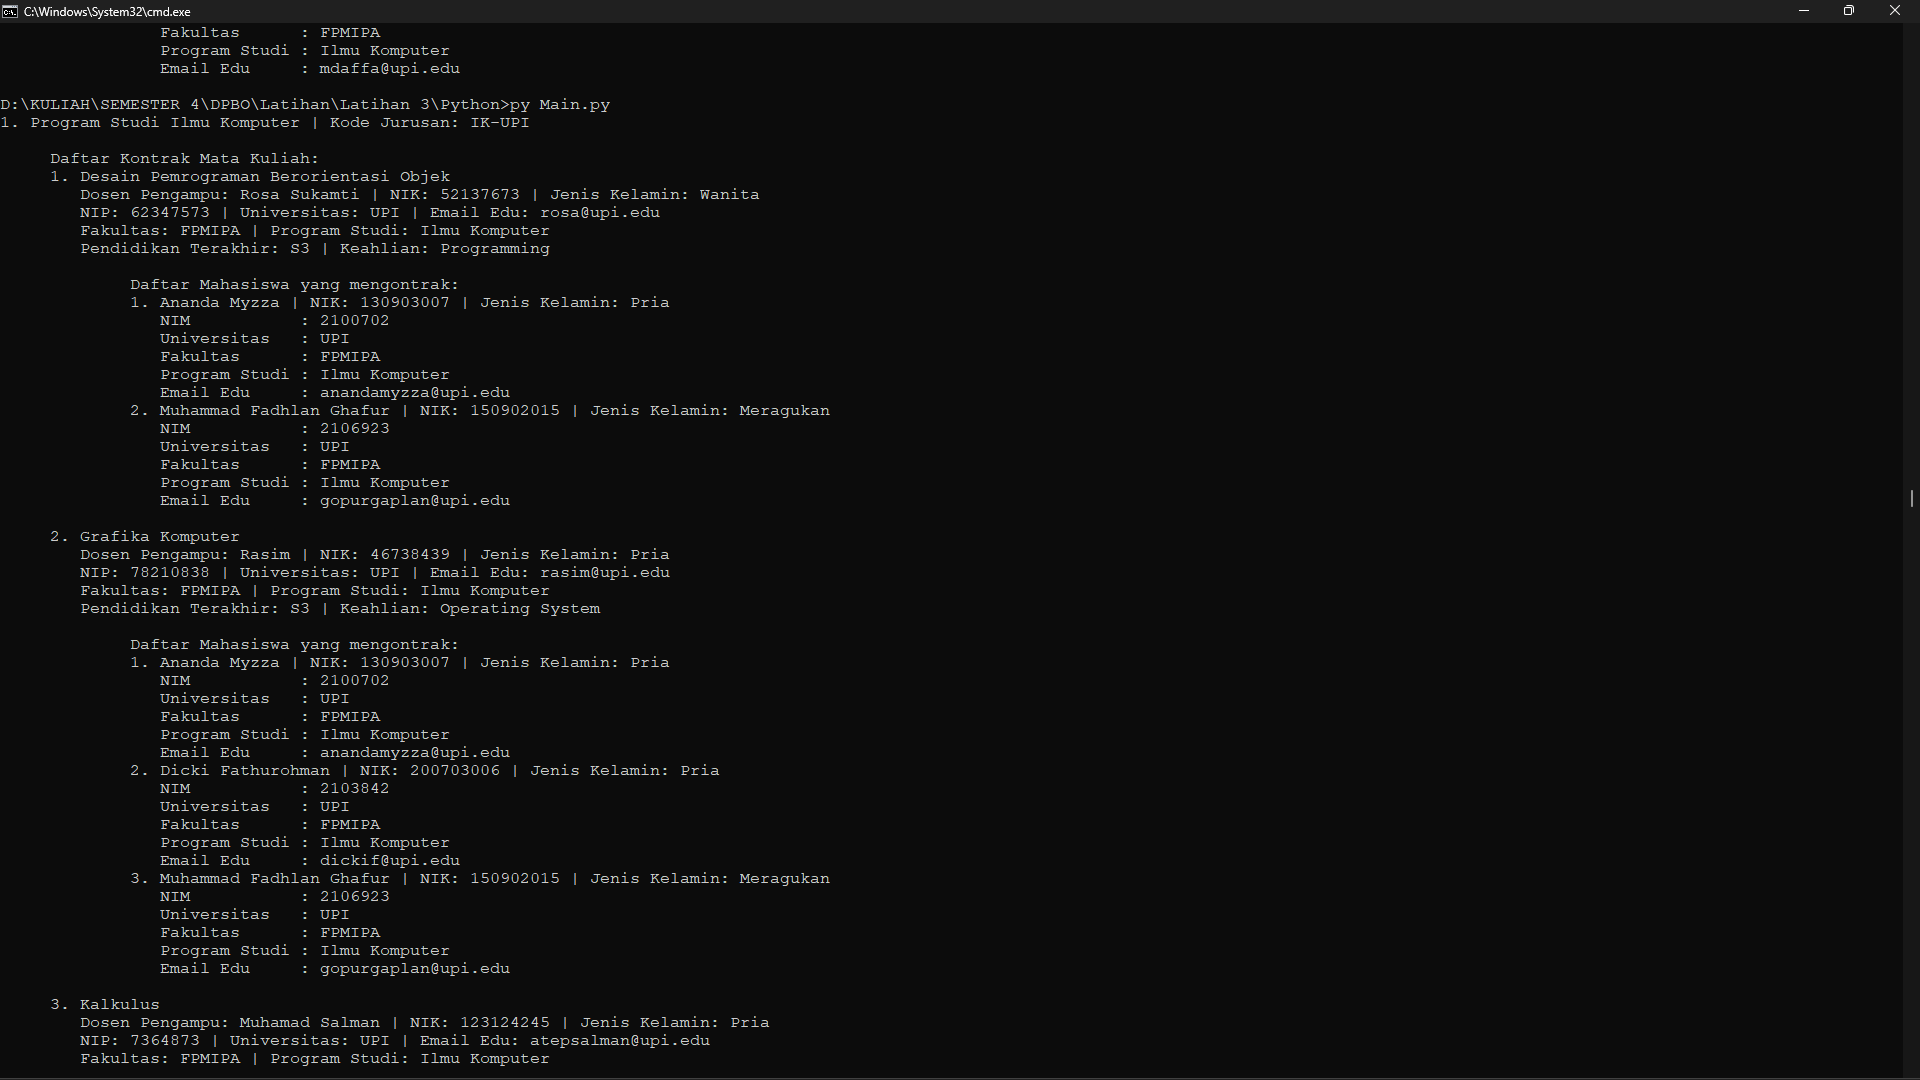 C:\Windows\System32\cmd.exe
Fakultas : FPMIPA
Program Studi : Ilmu Komputer
Email Edu : mdaffa@upi.edu
D:\KULIAH\SEMESTER 4\DPBO\Latihan\Latihan 3\Python>py Main.py
1. Program Studi Ilmu Komputer | Kode Jurusan: IK-UPI
Daftar Kontrak Mata Kuliah:
1. Desain Pemrograman Berorientasi Objek
Dosen Pengampu: Rosa Sukamti | NIK: 52137673 | Jenis Kelamin: Wanita
NIP: 62347573 | Universitas: UPI | Email Edu: rosa@upi.edu
Fakultas: FPMIPA | Program Studi: Ilmu Komputer
Pendidikan Terakhir: S3 | Keahlian: Programming
Daftar Mahasiswa yang mengontrak:
1. Ananda Myzza | NIK: 130903007 | Jenis Kelamin: Pria
NIM : 2100702
Universitas : UPI
Fakultas : FPMIPA
Program Studi : Ilmu Komputer
Email Edu : anandamyzza@upi.edu
2. Muhammad Fadhlan Ghafur | NIK: 150902015 | Jenis Kelamin: Meragukan
NIM : 2106923
Universitas : UPI
Fakultas : FPMIPA
Program Studi : Ilmu Komputer
Email Edu : gopurgaplan@upi.edu
2. Grafika Komputer
Dosen Pengampu: Rasim | NIK: 46738439 | Jenis Kelamin: Pria
NIP: 78210838 | Universitas: UPI | Email Edu: rasim@upi.edu
Fakultas: FPMIPA | Program Studi: Ilmu Komputer
Pendidikan Terakhir: S3 | Keahlian: Operating System
Daftar Mahasiswa yang mengontrak:
1. Ananda Myzza | NIK: 130903007 | Jenis Kelamin: Pria
NIM : 2100702
Universitas : UPI
Fakultas : FPMIPA
Program Studi : Ilmu Komputer
Email Edu : anandamyzza@upi.edu
2. Dicki Fathurohman | NIK: 200703006 | Jenis Kelamin: Pria
NIM : 2103842
Universitas : UPI
Fakultas : FPMIPA
Program Studi : Ilmu Komputer
Email Edu : dickif@upi.edu
3. Muhammad Fadhlan Ghafur | NIK: 150902015 | Jenis Kelamin: Meragukan
NIM : 2106923
Universitas : UPI
Fakultas : FPMIPA
Program Studi : Ilmu Komputer
Email Edu : gopurgaplan@upi.edu
3. Kalkulus
Dosen Pengampu: Muhamad Salman | NIK: 123124245 | Jenis Kelamin: Pria
NIP: 7364873 | Universitas: UPI | Email Edu: atepsalman@upi.edu
Fakultas: FPMIPA | Program Studi: Ilmu Komputer